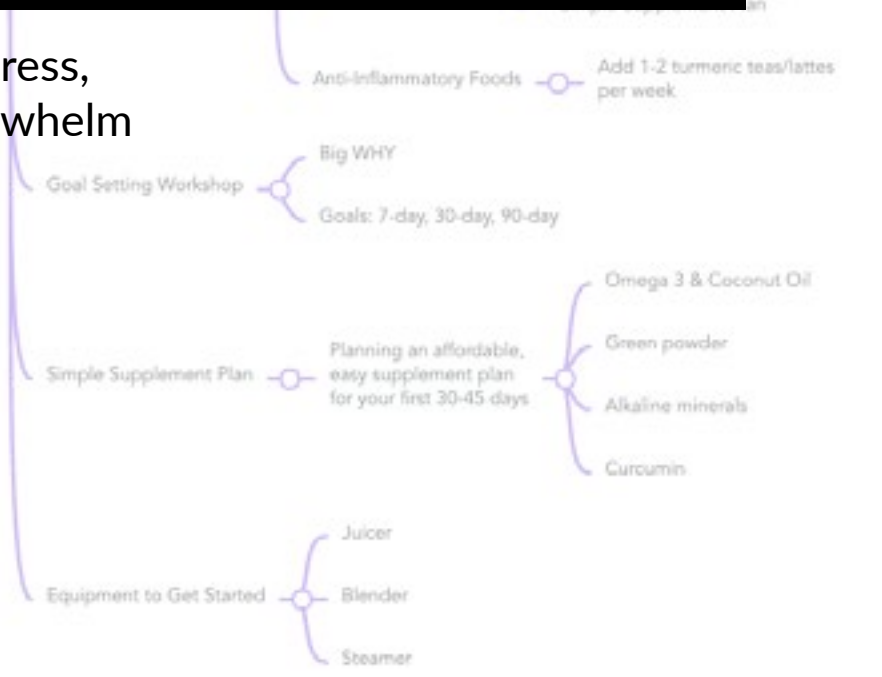 ress,
whelm
Anti-Inflammatory Foods
Add 1-2 turmeric teas/lattes
per week
Goal Setting Workshop
Big WHY
Goals: 7-day, 30-day, 90-day
Simple Supplement Plan
Planning an affordable,
easy supplement plan
for your first 30-45 days
Omega 3 & Coconut Oil
Green powder
Alkaline minerals
Curcumin
Equipment to Get Started
Juicer
Blender
Steamer